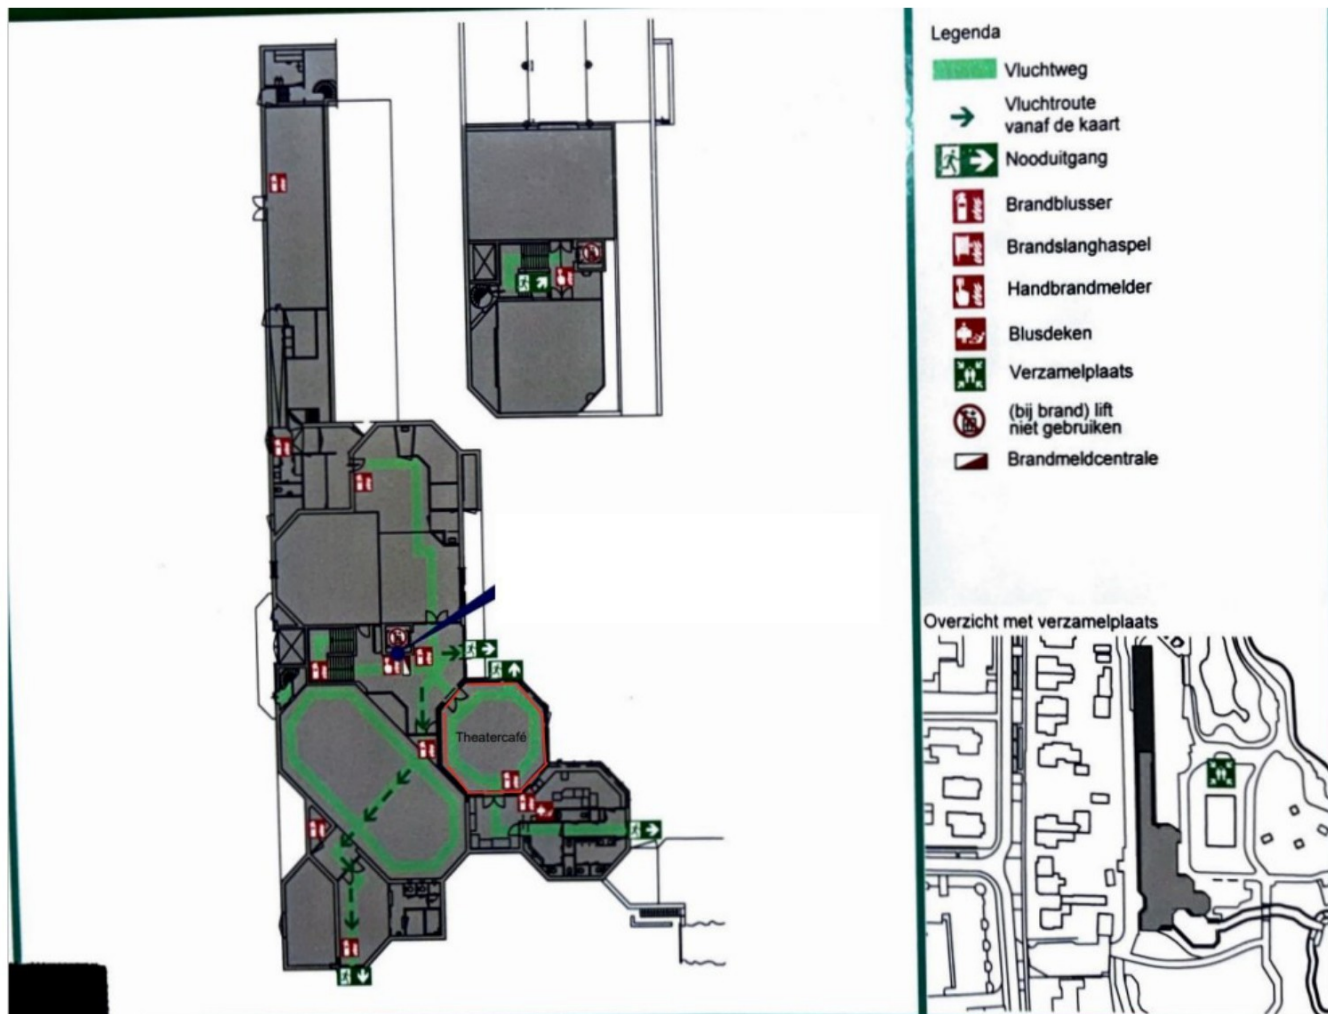 Legenda
Vluchtweg
Vluchtroute
vanaf de kaart
Nooduitgang
Brandblusser
Brandslanghaspel
Handbrandmelder
Blusdeken
Verzamelplaats
(bij brand) lift
niet gebruiken
Brandmeldcentrale
Theatercafé
Overzicht met verzamelplaats